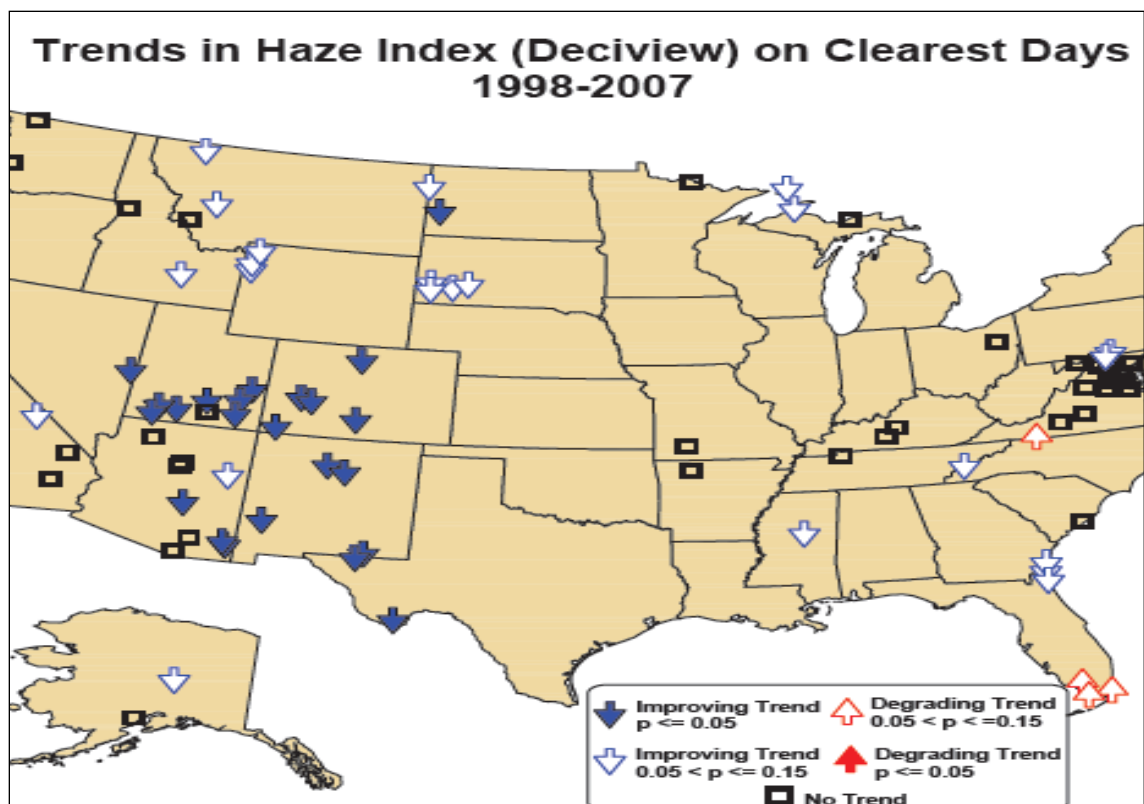 Trends in Haze Index (Deciview) on Clearest Days
1998-2007
Improving Trend
p <= 0.05
Degrading Trend
0.05 < p < =0.15
Improving Trend
0.05 < p <= 0.15
Degrading Trend
p <= 0.05
No Trend